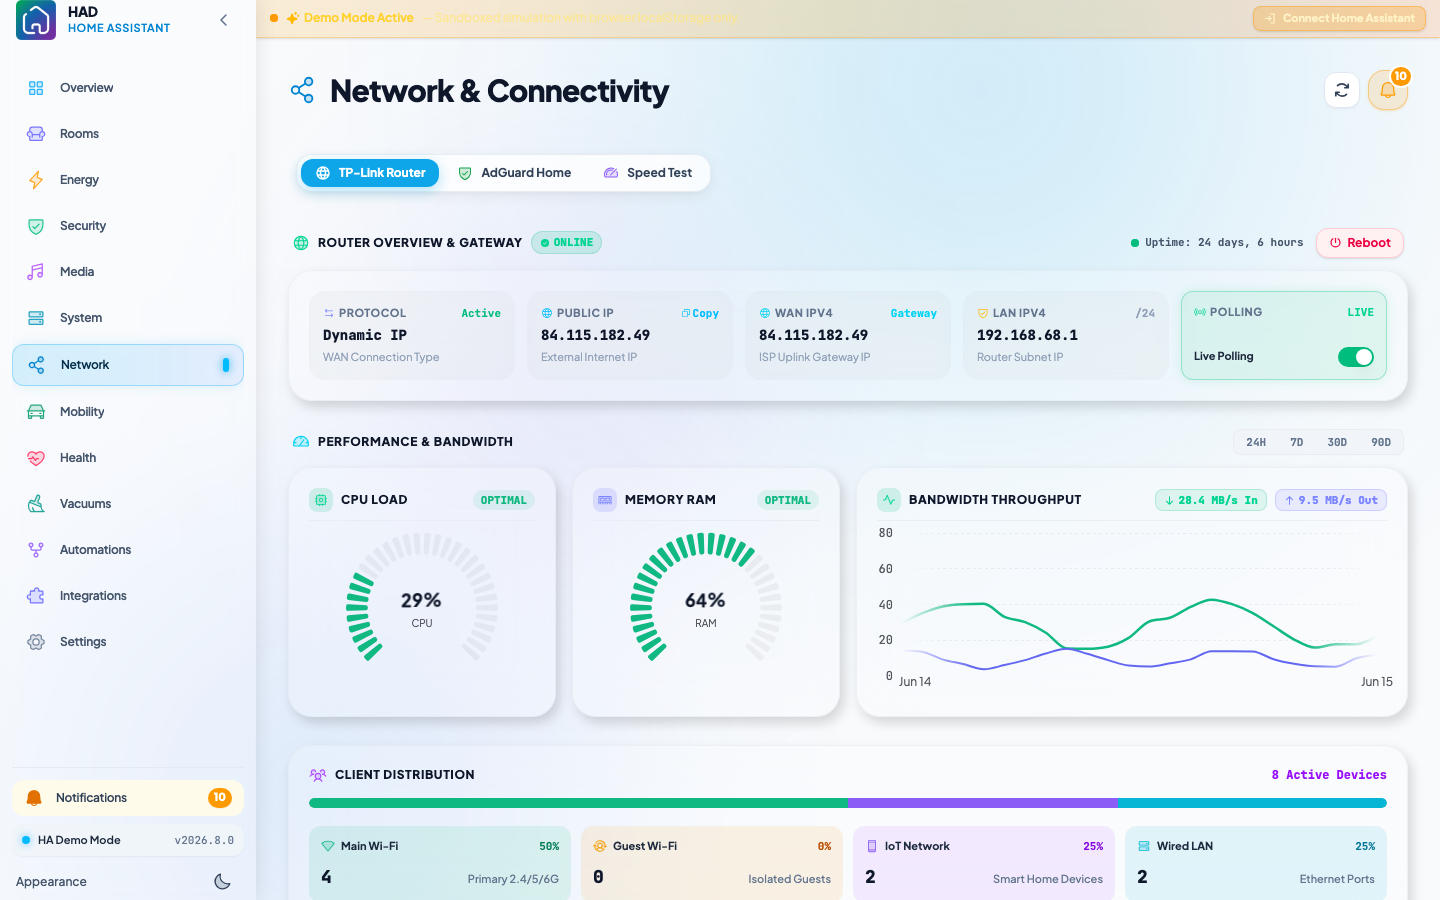 HAD
HOME ASSISTANT
Overview
Rooms
Energy
Security
Media
System
Network
Mobility
Health
Vacuums
Automations
Integrations
Settings
Notifications
10
HA Demo Mode
v2026.8.0
Appearance
Demo Mode Active
Connect Home Assistant
Network & Connectivity
10
TP-Link Router
AdGuard Home
Speed Test
ROUTER OVERVIEW & GATEWAY
ONLINE
Uptime: 24 days, 6 hours
Reboot
PROTOCOL
Active
Dynamic IP
WAN Connection Type
PUBLIC IP
Copy
84.115.182.49
External Internet IP
WAN IPV4
Gateway
84.115.182.49
ISP Uplink Gateway IP
LAN IPV4
/24
192.168.68.1
Router Subnet IP
POLLING
LIVE
Live Polling
PERFORMANCE & BANDWIDTH
24H
7D
30D
90D
CPU LOAD
OPTIMAL
29%
CPU
MEMORY RAM
OPTIMAL
64%
RAM
BANDWIDTH THROUGHPUT
↓ 28.4 MB/s In
↑ 9.5 MB/s Out
80
60
40
20
0
Jun 14
Jun 15
CLIENT DISTRIBUTION
8 Active Devices
Main Wi-Fi
50%
4
Primary 2.4/5/6G
Guest Wi-Fi
0%
0
Isolated Guests
IoT Network
25%
2
Smart Home Devices
Wired LAN
25%
2
Ethernet Ports